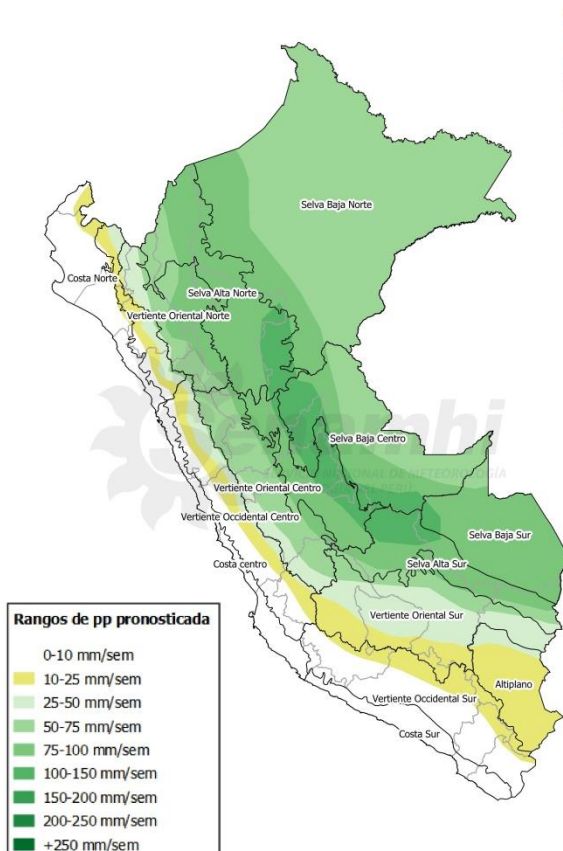 Selva Baja Norte
Costa Norte
Selva Alta Norte
Vertiente Oriental Norte
Senamhi
NAL DE METEOROLOGÍA
Selva Baja Centro
Vertiente Oriental Centro
Vertiente Occidental Centro
Selva Baja Sur
Costa centro
Selva Alta Sur
Vertiente Oriental Sur
Altiplano
Vertiente Occidental Sur
Costa Sur
Rangos de pp pronosticada
0-10 mm/sem
10-25 mm/sem
25-50 mm/sem
50-75 mm/sem
75-100 mm/sem
100-150 mm/sem
150-200 mm/sem
200-250 mm/sem
+250 mm/sem